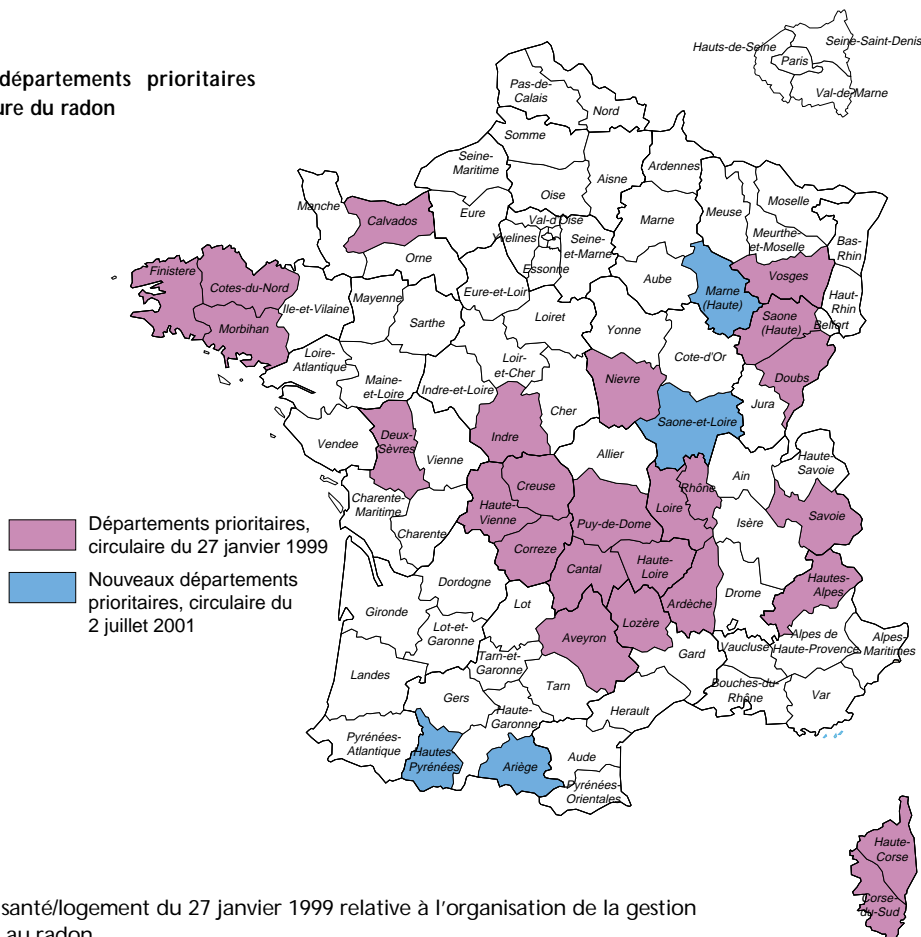 départements prioritaires
ure du radon
Hauts-de-Seine
Seine-Saint-Denis
Paris
Val-de-Marne
Pas-de-
Calais
Nord
Somme
Seine-
Maritime
Aisne
Ardennes
Oise
Manche
Calvados
Eure
Val-d'Oise
Yvelines
Seine-
et-Marne
Essonne
Marne
Meuse
Moselle
Meurthe-
et-Moselle
Bas-
Rhin
Orne
Eure-et-Loir
Aube
Marne
(Haute)
Vosges
Haut-
Rhin
Finistere
Cotes-du-Nord
Morbihan
Ile-et-Vilaine
Mayenne
Sarthe
Loiret
Yonne
Saone
(Haute)
Belfort
Loire-
Atlantique
Maine-
et-Loire
Indre-et-Loire
Loir-
et-Cher
Cher
Nievre
Cote-d'Or
Doubs
Jura
Vendee
Deux-
Sèvres
Vienne
Indre
Allier
Saone-et-Loire
Ain
Haute-
Savoie
Charente-
Maritime
Charente
Haute-
Vienne
Creuse
Puy-de-Dome
Loire
Rhône
Isère
Savoie
Départements prioritaires,
circulaire du 27 janvier 1999
Nouveaux départements
prioritaires, circulaire du
2 juillet 2001
Correze
Cantal
Haute-
Loire
Ardèche
Drome
Hautes-
Alpes
Dordogne
Gironde
Lot
Lot-et-
Garonne
Aveyron
Lozère
Gard
Vaucluse
Alpes de
Haute-Provence
Alpes-
Maritimes
Landes
Tarn-et-
Garonne
Tarn
Gers
Haute-
Garonne
Herault
Bouches-du-
Rhône
Var
Pyrénées-
Atlantique
Hautes
Pyrénées
Ariège
Aude
Pyrénées-
Orientales
Haute-
Corse
Corse-
du-Sud
santé/logement du 27 janvier 1999 relative à l'organisation de la gestion
au radon